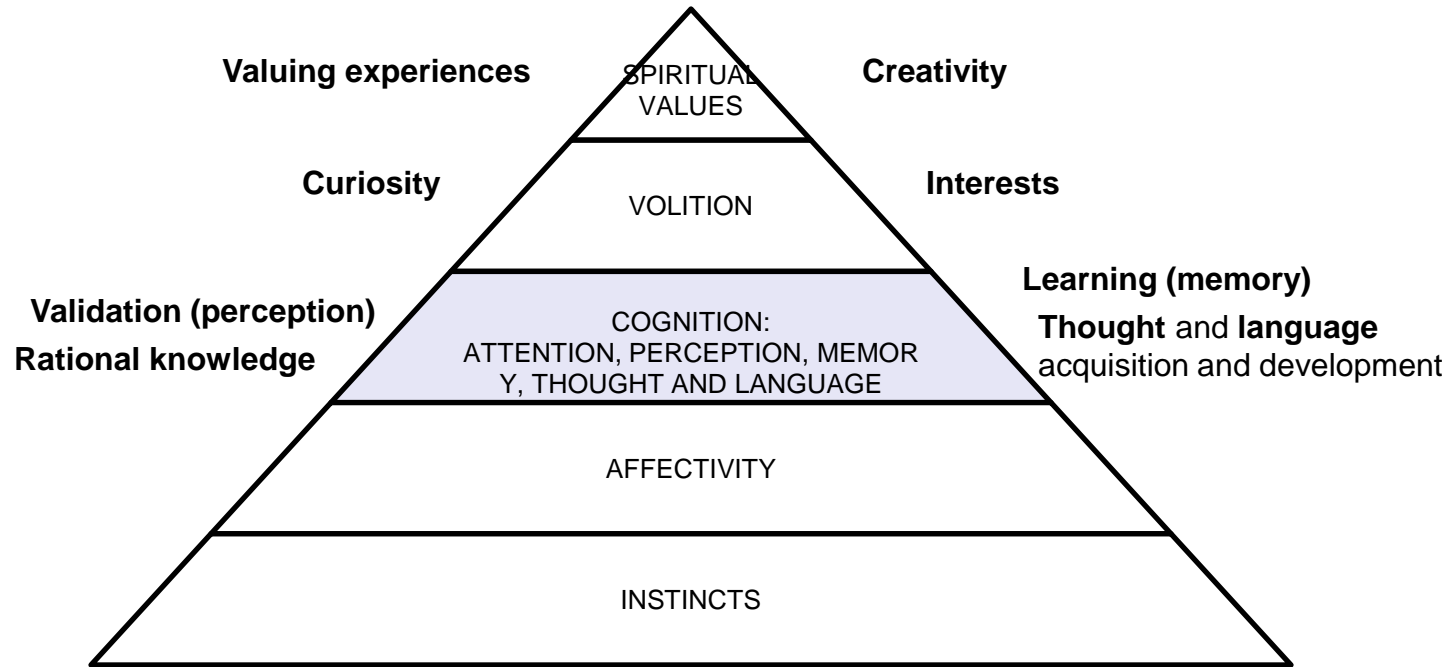 Valuing experiences
SPIRITUAL
VALUES
Creativity
Curiosity
VOLITION
Interests
Validation (perception)
Rational knowledge
COGNITION:
ATTENTION, PERCEPTION, MEMOR
Y, THOUGHT AND LANGUAGE
Learning (memory)
Thought and language
acquisition and development
AFFECTIVITY
INSTINCTS